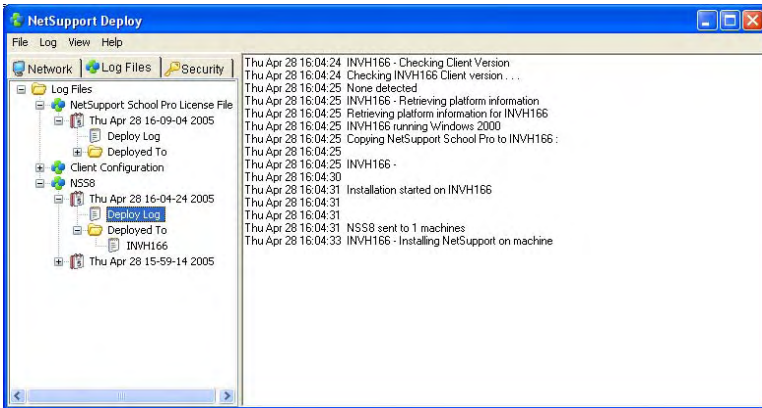 NetSupport Deploy
File Log View Help
Network Log Files Security
Log Files
NetSupport School Pro License File
Thu Apr 28 16-09-04 2005
Deploy Log
Deployed To
Client Configuration
NSS8
Thu Apr 28 16-04-24 2005
Deploy Log
Deployed To
INVH166
Thu Apr 28 15-59-14 2005
Thu Apr 28 16:04:24 INVH166 - Checking Client Version
Thu Apr 28 16:04:24 Checking INVH166 Client version . . .
Thu Apr 28 16:04:25 None detected
Thu Apr 28 16:04:25 INVH166 - Retrieving platform information
Thu Apr 28 16:04:25 Retrieving platform information for INVH166
Thu Apr 28 16:04:25 INVH166 running Windows 2000
Thu Apr 28 16:04:25 Copying NetSupport School Pro to INVH166 :
Thu Apr 28 16:04:25
Thu Apr 28 16:04:25 INVH166 -
Thu Apr 28 16:04:30
Thu Apr 28 16:04:31 Installation started on INVH166
Thu Apr 28 16:04:31
Thu Apr 28 16:04:31
Thu Apr 28 16:04:31 NSS8 sent to 1 machines
Thu Apr 28 16:04:33 INVH166 - Installing NetSupport on machine